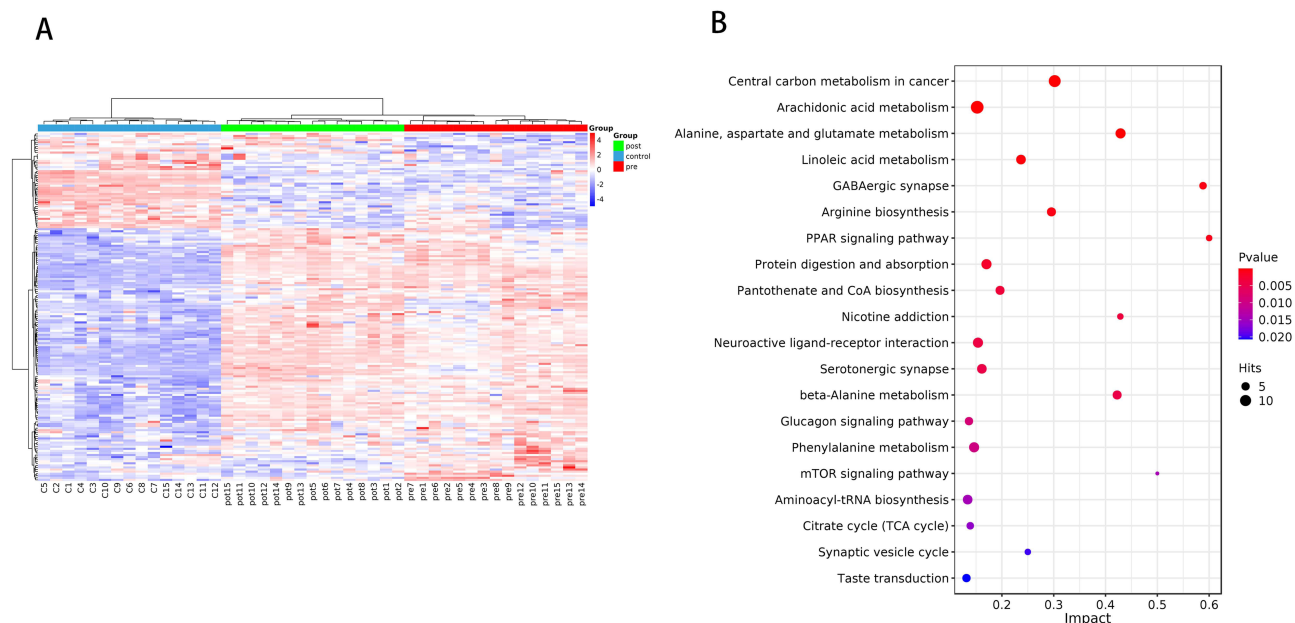 A
Group
Group
post
control
pre
4
2
0
-2
-4
C5 C2 C1 C4 C3 C10 C9 C6 C8 C7 C15 C14 C13 C11 C12 pot15 pot11 pot10 pot12 pot14 pot9 pot13 pot5 pot6 pot7 pot4 pot8 pot3 pot1 pot2 pre7 pre1 pre6 pre2 pre5 pre4 pre3 pre8 pre9 pre12 pre10 pre11 pre15 pre13 pre14
B
Central carbon metabolism in cancer
Arachidonic acid metabolism
Alanine, aspartate and glutamate metabolism
Linoleic acid metabolism
GABAergic synapse
Arginine biosynthesis
PPAR signaling pathway
Protein digestion and absorption
Pantothenate and CoA biosynthesis
Nicotine addiction
Neuroactive ligand-receptor interaction
Serotonergic synapse
beta-Alanine metabolism
Glucagon signaling pathway
Phenylalanine metabolism
mTOR signaling pathway
Aminoacyl-tRNA biosynthesis
Citrate cycle (TCA cycle)
Synaptic vesicle cycle
Taste transduction
0.2 0.3 0.4 0.5 0.6
Impact
Pvalue
0.005
0.010
0.015
0.020
Hits
5
10